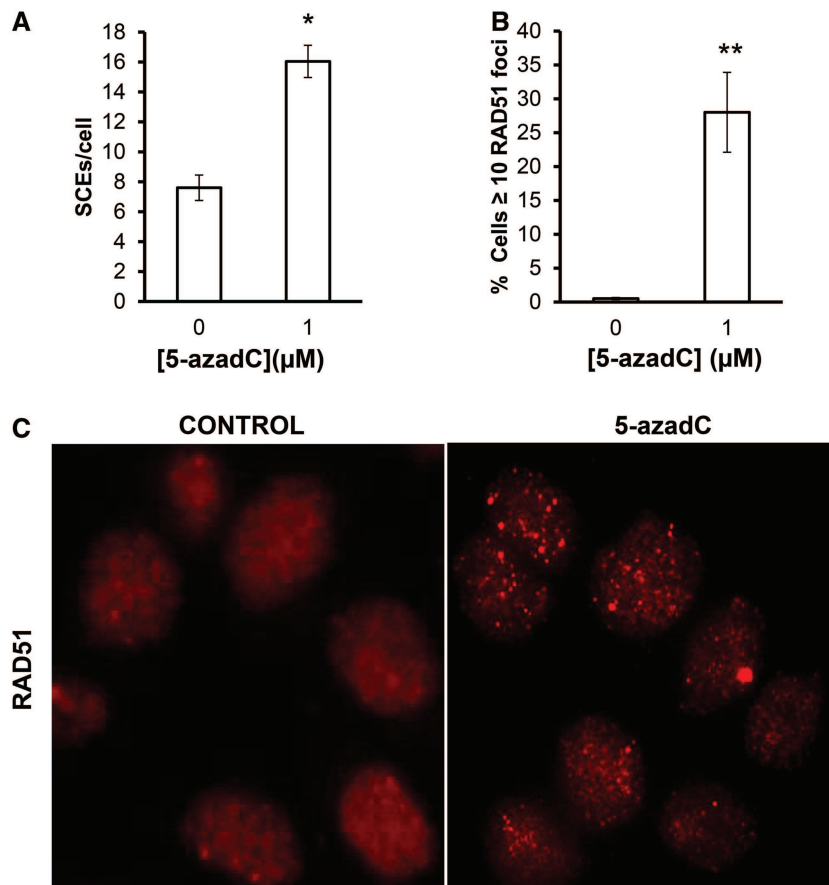 A
SCEs/cell
18
16
14
12
10
8
6
4
2
0
*
0 1
[5-azadC](µM)
B
% Cells ≥ 10 RAD51 foci
40
35
30
25
20
15
10
5
0
**
0 1
[5-azadC] (µM)
C
CONTROL
5-azadC
RAD51